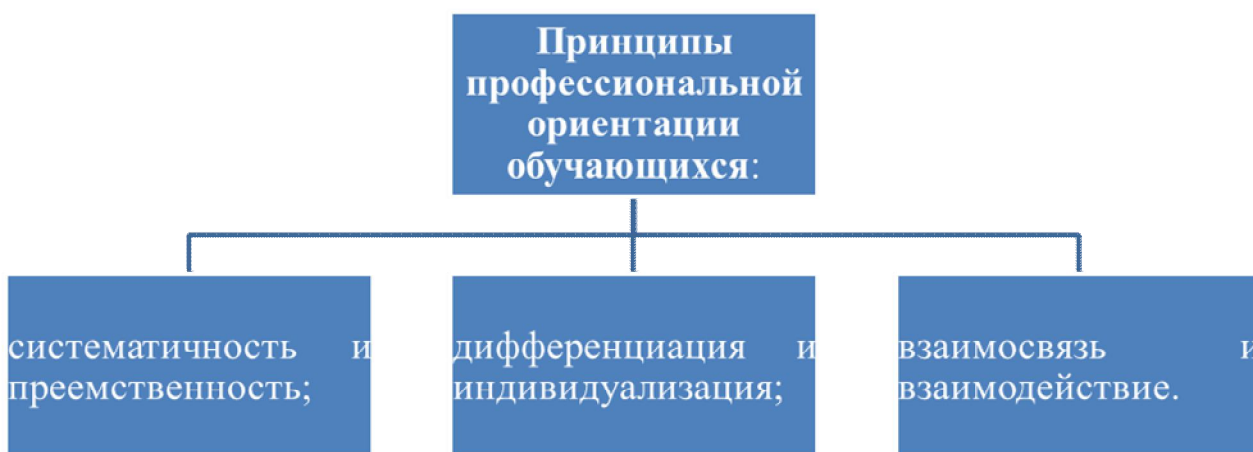 Принципы
профессиональной
ориентации
обучающихся:
систематичность и
преемственность;
дифференциация и
индивидуализация;
взаимосвязь и
взаимодействие.